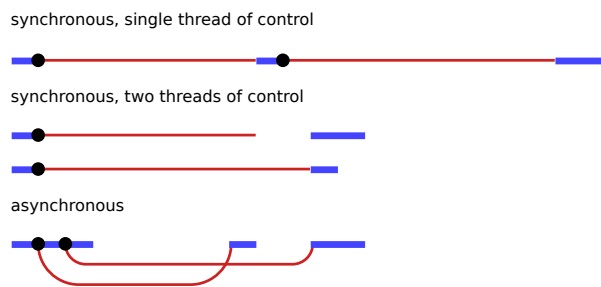 synchronous, single thread of control
synchronous, two threads of control
asynchronous